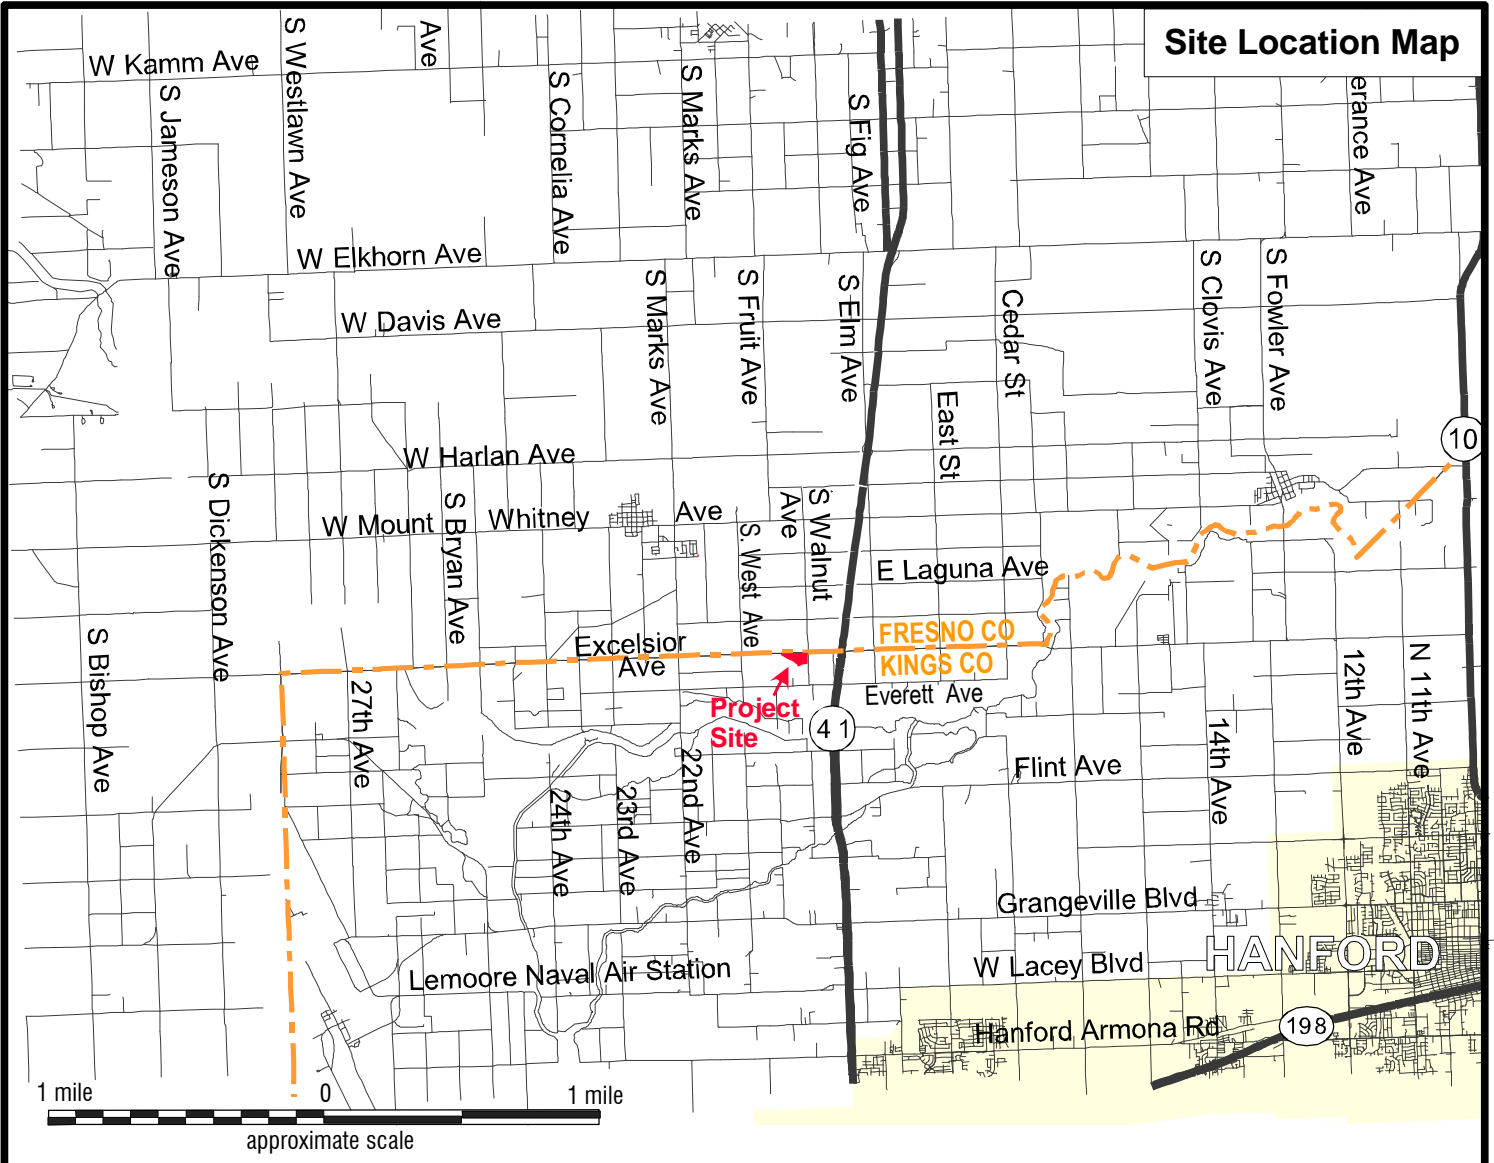 Site Location Map
W Kamm Ave
S Westlawn Ave
Ave
S Jameson Ave
S Cornelia Ave
S Marks Ave
S Fig Ave
erance Ave
W Elkhorn Ave
W Davis Ave
S Marks Ave
S Fruit Ave
S Elm Ave
Cedar St
S Clovis Ave
S Fowler Ave
East St
10
W Harlan Ave
S Dickenson Ave
S Bryan Ave
W Mount Whitney Ave
Ave
S Walnut
S. West Ave
E Laguna Ave
FRESNO CO
KINGS CO
Excelsior
Ave
S Bishop Ave
27th Ave
Project
Site
Everett Ave
41
12th Ave
N 11th Ave
14th Ave
Flint Ave
22nd Ave
24th Ave
23rd Ave
Grangeville Blvd
HANFORD
W Lacey Blvd
Lemoore Naval Air Station
Hanford Armona Rd
198
1 mile
0
1 mile
approximate scale